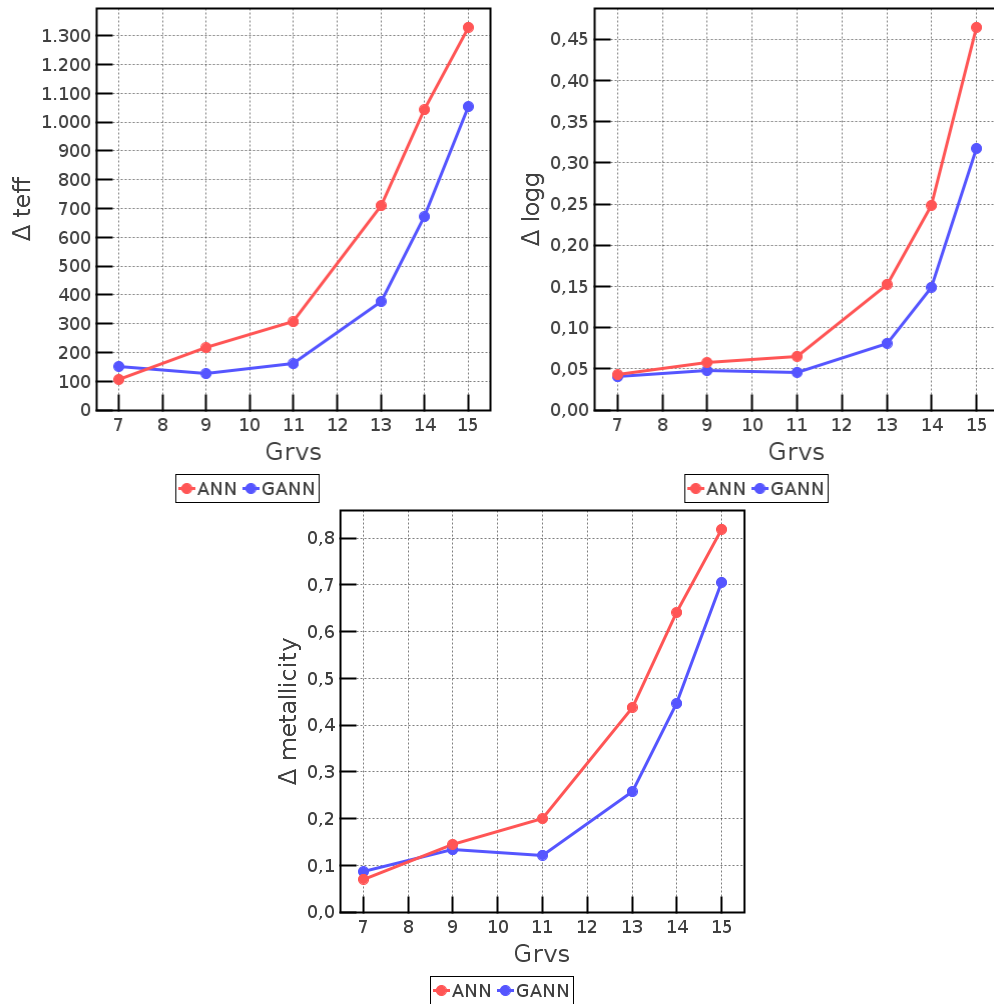 Δ teff
1.300
1.200
1.100
1.000
900
800
700
600
500
400
300
200
100
0
7 8 9 10 11 12 13 14 15
Grvs
ANN GANN
Δ logg
0,45
0,40
0,35
0,30
0,25
0,20
0,15
0,10
0,05
0,00
7 8 9 10 11 12 13 14 15
Grvs
ANN GANN
Δ metallicity
0,8
0,7
0,6
0,5
0,4
0,3
0,2
0,1
0,0
7 8 9 10 11 12 13 14 15
Grvs
ANN GANN